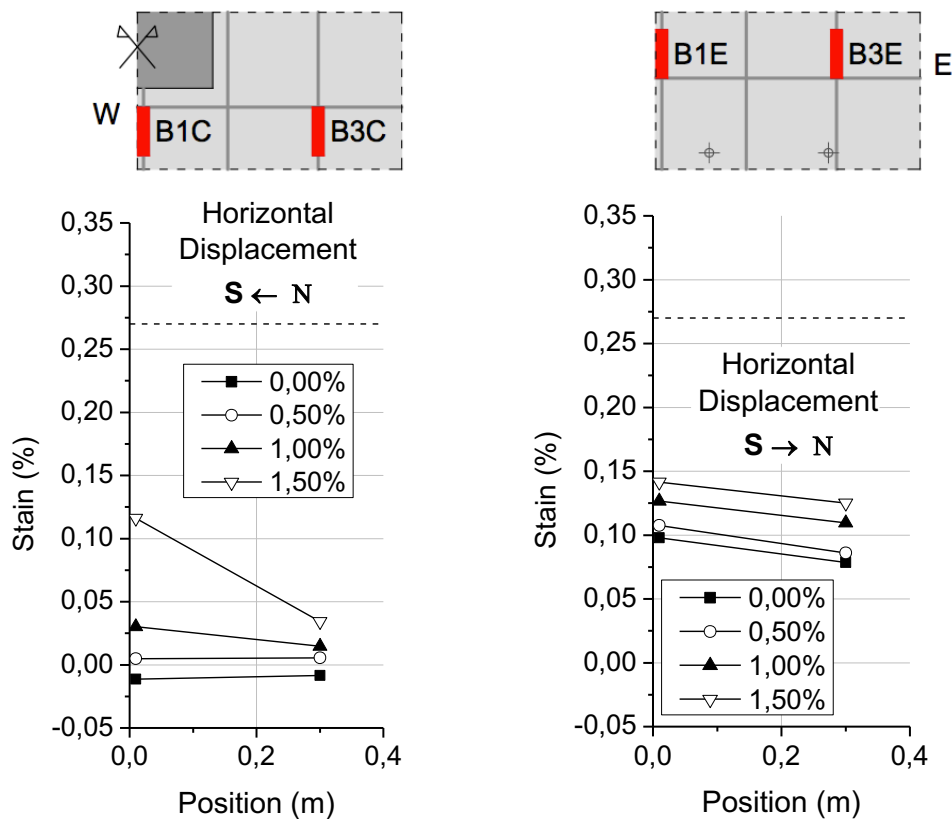 W
B1C
B3C
0,35
0,30
0,25
0,20
0,15
0,10
0,05
0,00
-0,05
Stain (%)
Horizontal
Displacement
S ← N
0,00%
0,50%
1,00%
1,50%
0,0
0,2
0,4
Position (m)
B1E
B3E
E
0,35
0,30
0,25
0,20
0,15
0,10
0,05
0,00
-0,05
Stain (%)
Horizontal
Displacement
S → N
0,00%
0,50%
1,00%
1,50%
0,0
0,2
0,4
Position (m)